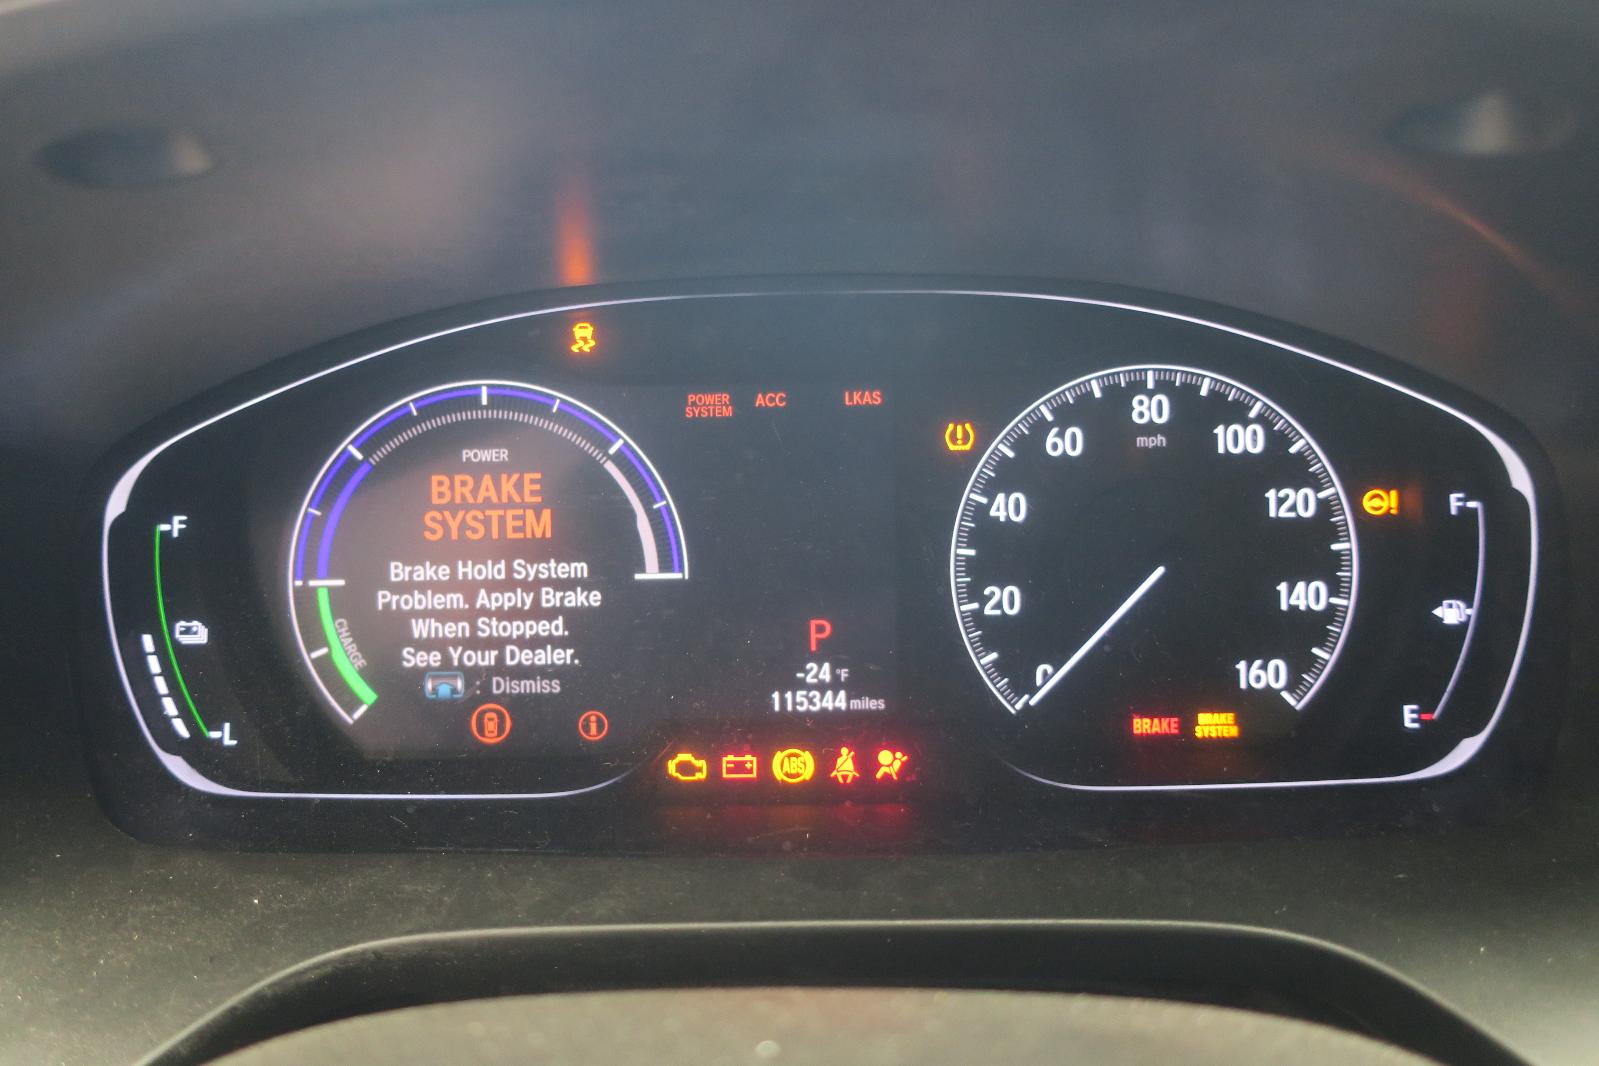 POWER
SYSTEM
ACC
LKAS
POWER
BRAKE
SYSTEM
Brake Hold System
Problem. Apply Brake
When Stopped.
See Your Dealer.
: Dismiss
CHARGE
F
L
P
-24 °F
115344 miles
ABS
0
20
40
60
80
mph
100
120
140
160
BRAKE
BRAKE
SYSTEM
F
E